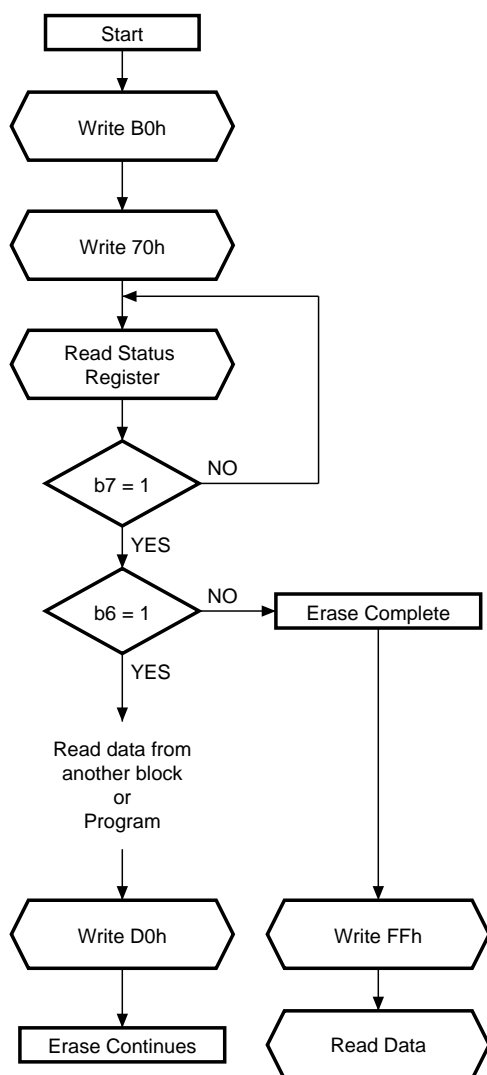 Start
Write B0h
Write 70h
Read Status
Register
b7 = 1
NO
YES
b6 = 1
NO
Erase Complete
YES
Read data from
another block
or
Program
Write D0h
Write FFh
Erase Continues
Read Data